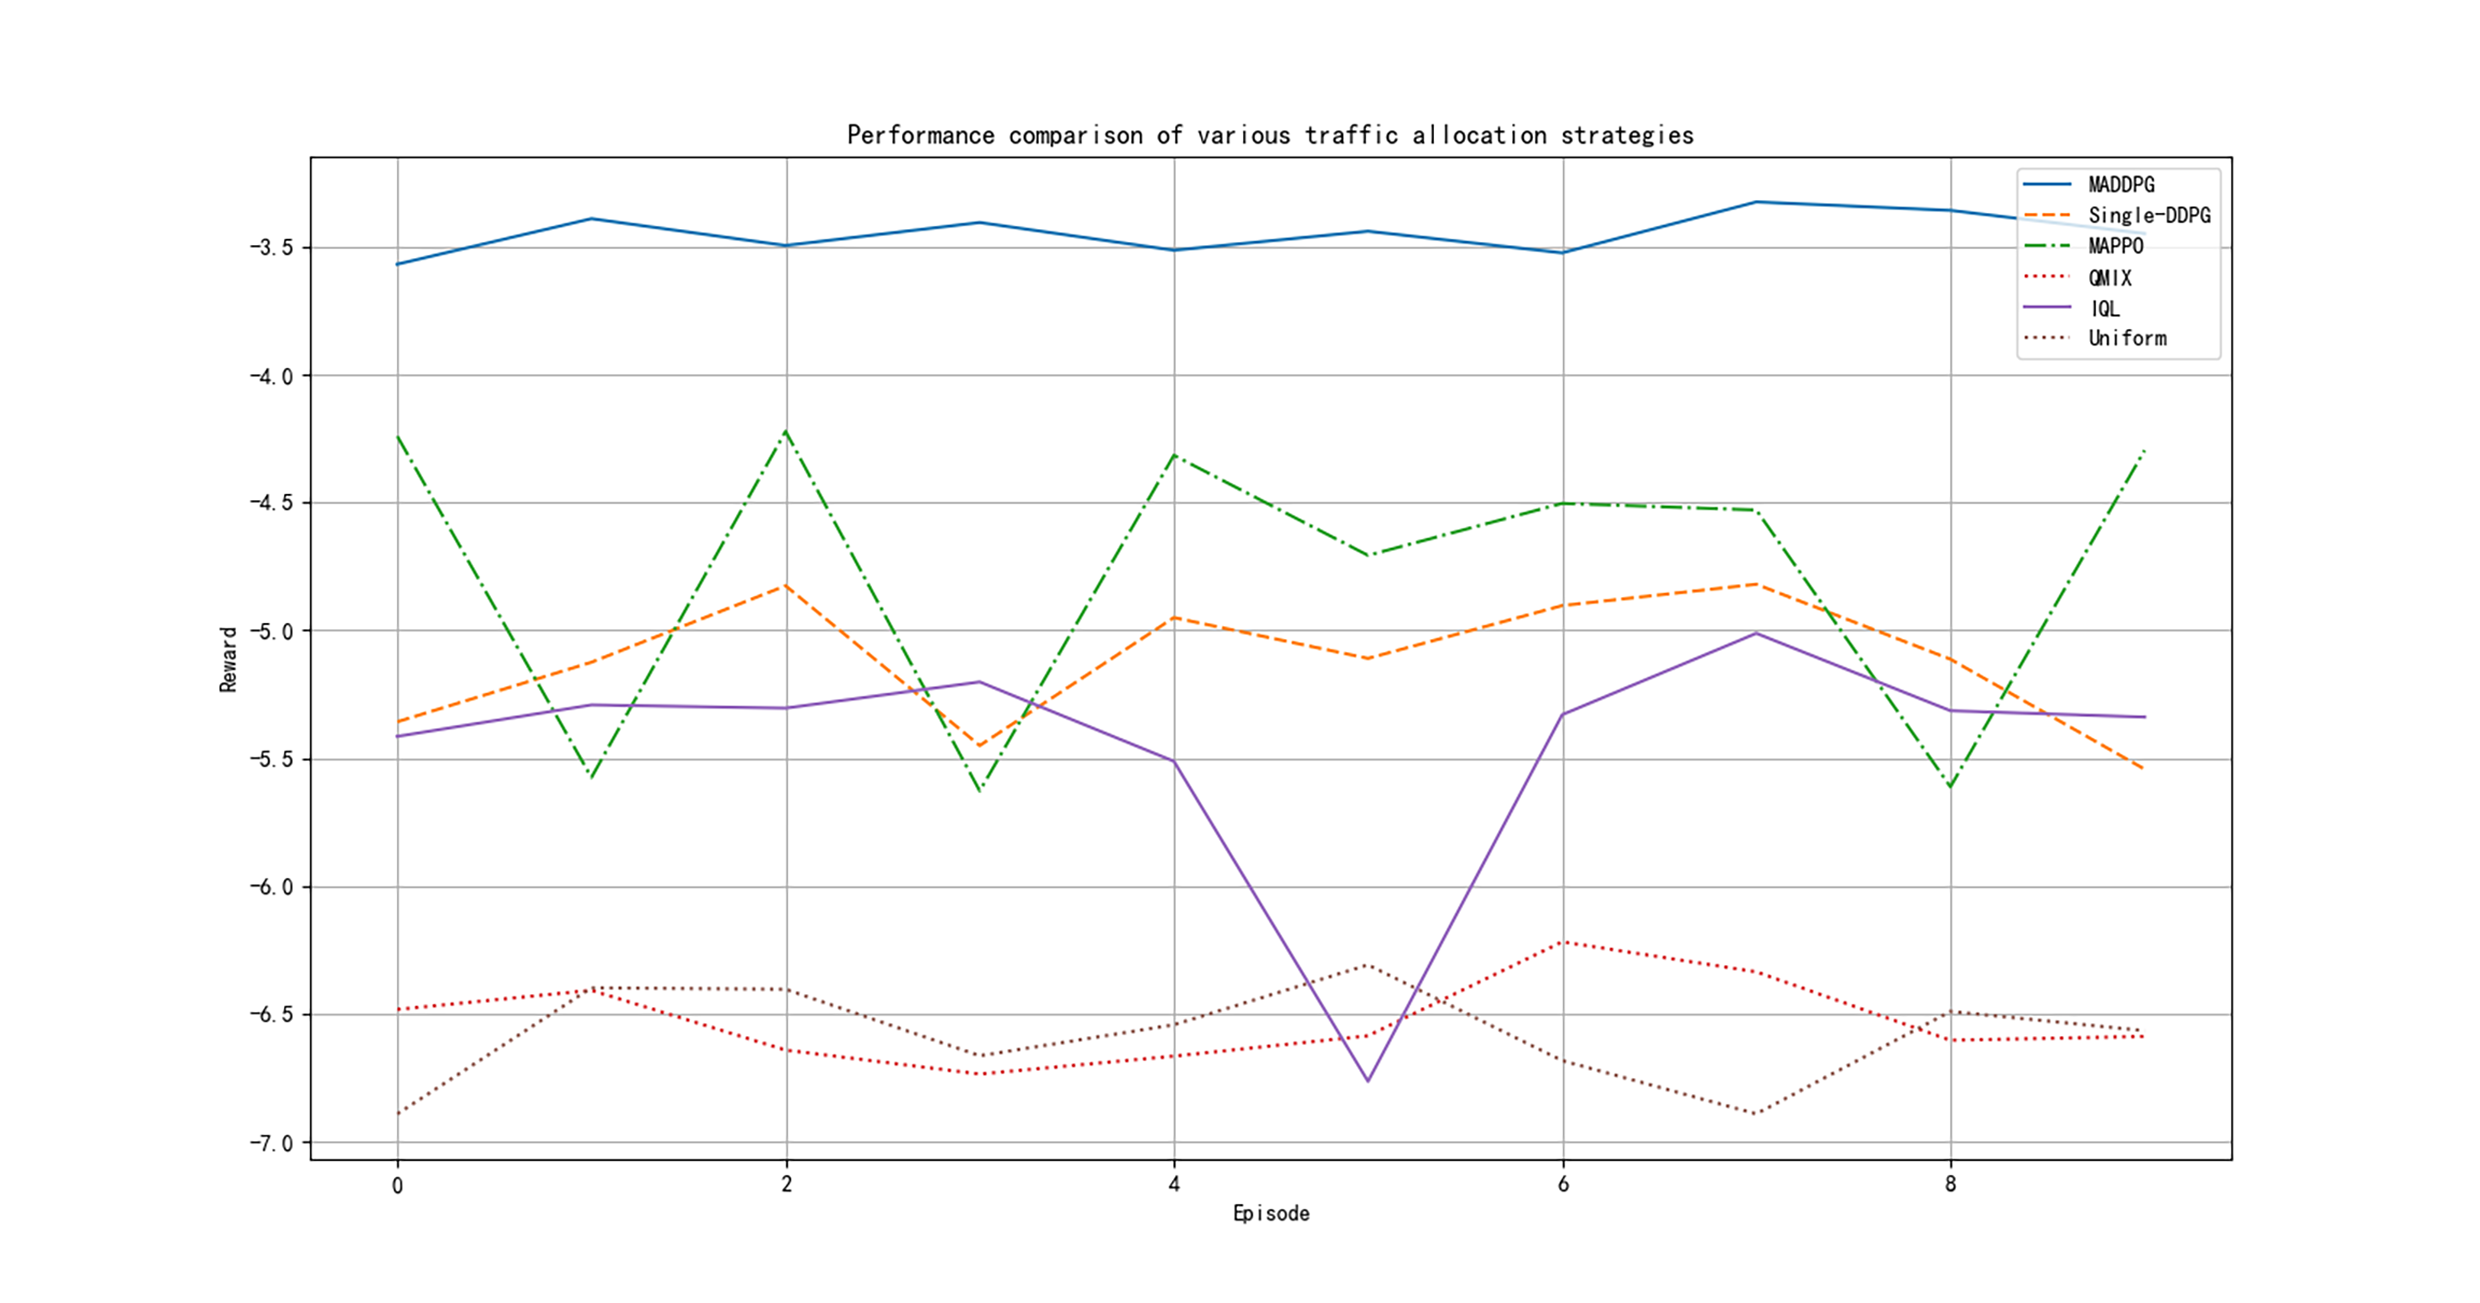 Performance comparison of various traffic allocation strategies
MADDPG
Single-DDPG
MAPPO
QMIX
IQL
Uniform
Reward
-3.5
-4.0
-4.5
-5.0
-5.5
-6.0
-6.5
-7.0
0
2
4
6
8
Episode